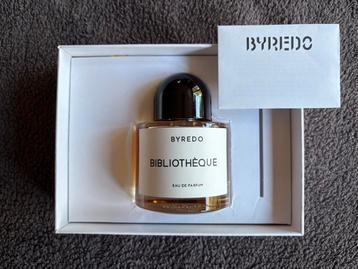 BYREDO
BYREDO
BIBLIOTHÈQUE
EAU DE PARFUM